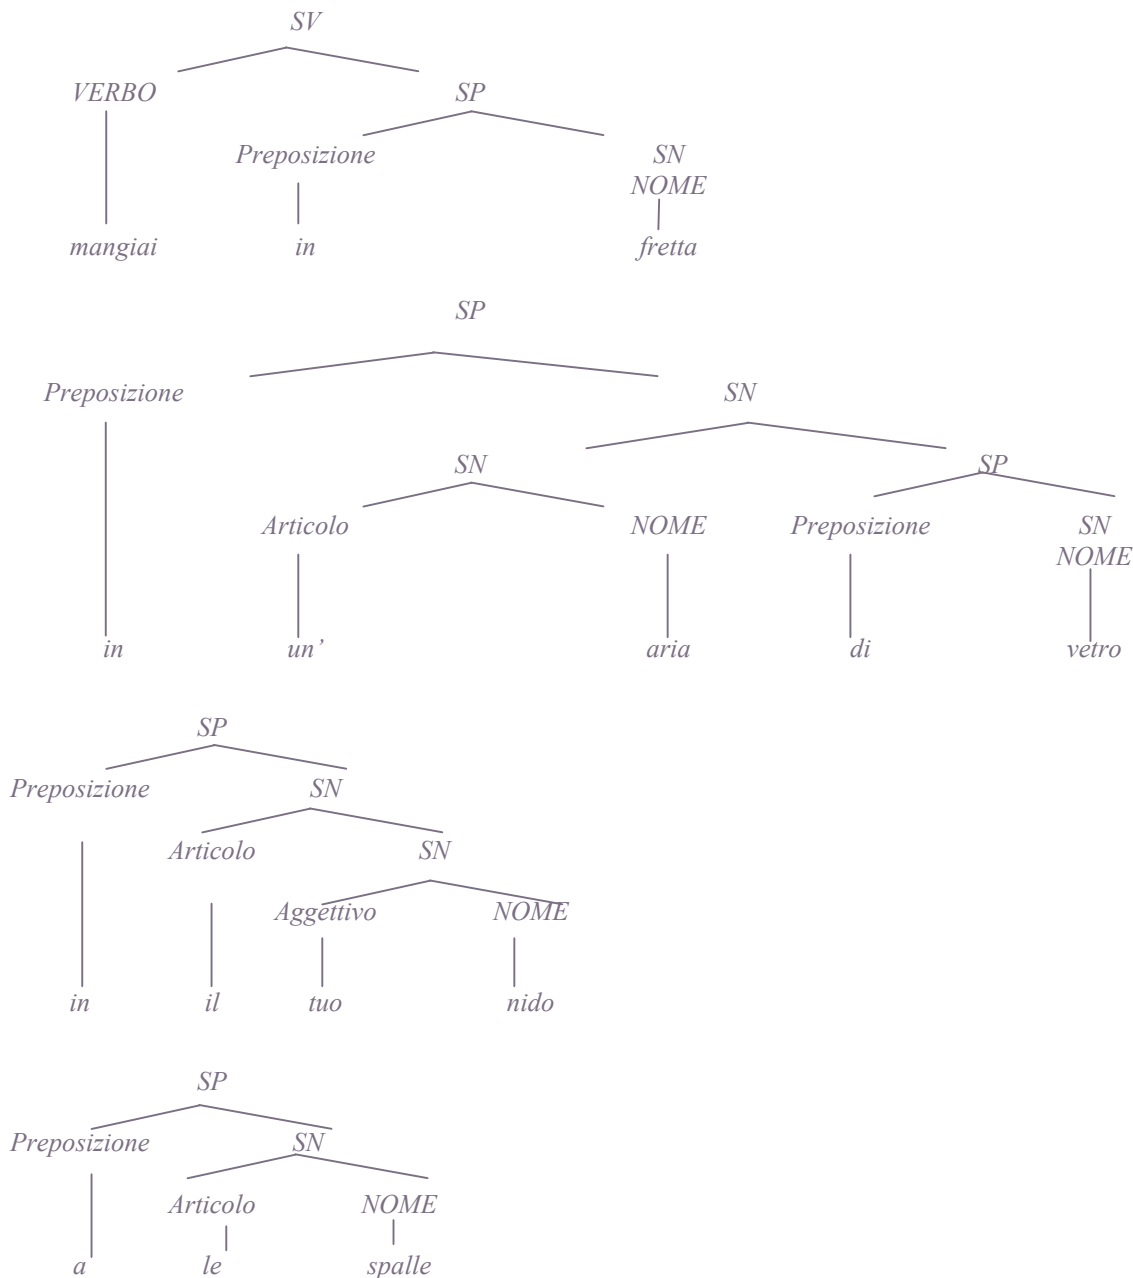 SV
VERBO SP
Preposizione SN
NOME
mangiai in fretta
SP
Preposizione SN
SN SP
Articolo NOME Preposizione SN
NOME
in un’ aria di vetro
SP
Preposizione SN
Articolo SN
Aggettivo NOME
in il tuo nido
SP
Preposizione SN
Articolo NOME
a le spalle